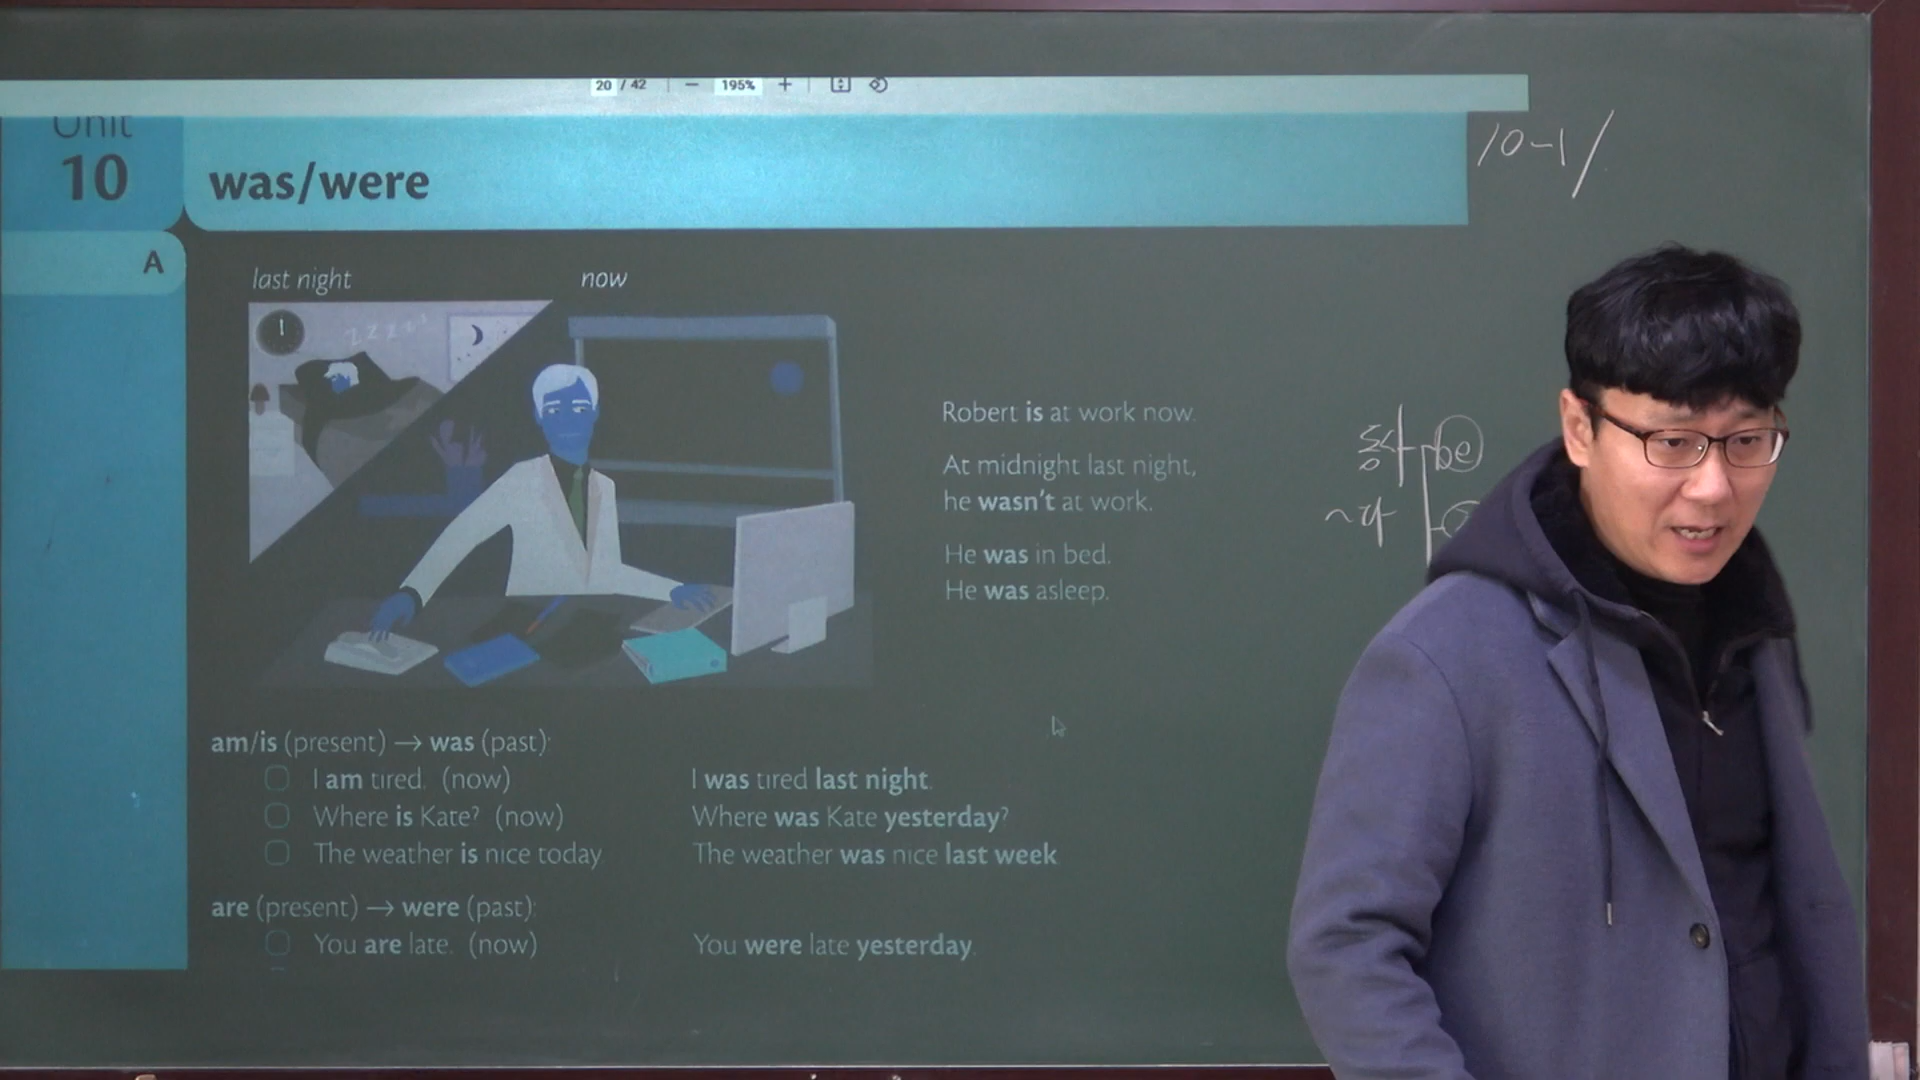 20 / 42 − 195% +
Unit
10
was/were
10-1/
A
last night
now
z z z z z
Robert is at work now.
At midnight last night,
he wasn't at work.
He was in bed.
He was asleep.
be
~다
am/is (present) → was (past):
I am tired. (now) I was tired last night.
Where is Kate? (now) Where was Kate yesterday?
The weather is nice today. The weather was nice last week.
are (present) → were (past):
You are late. (now) You were late yesterday.